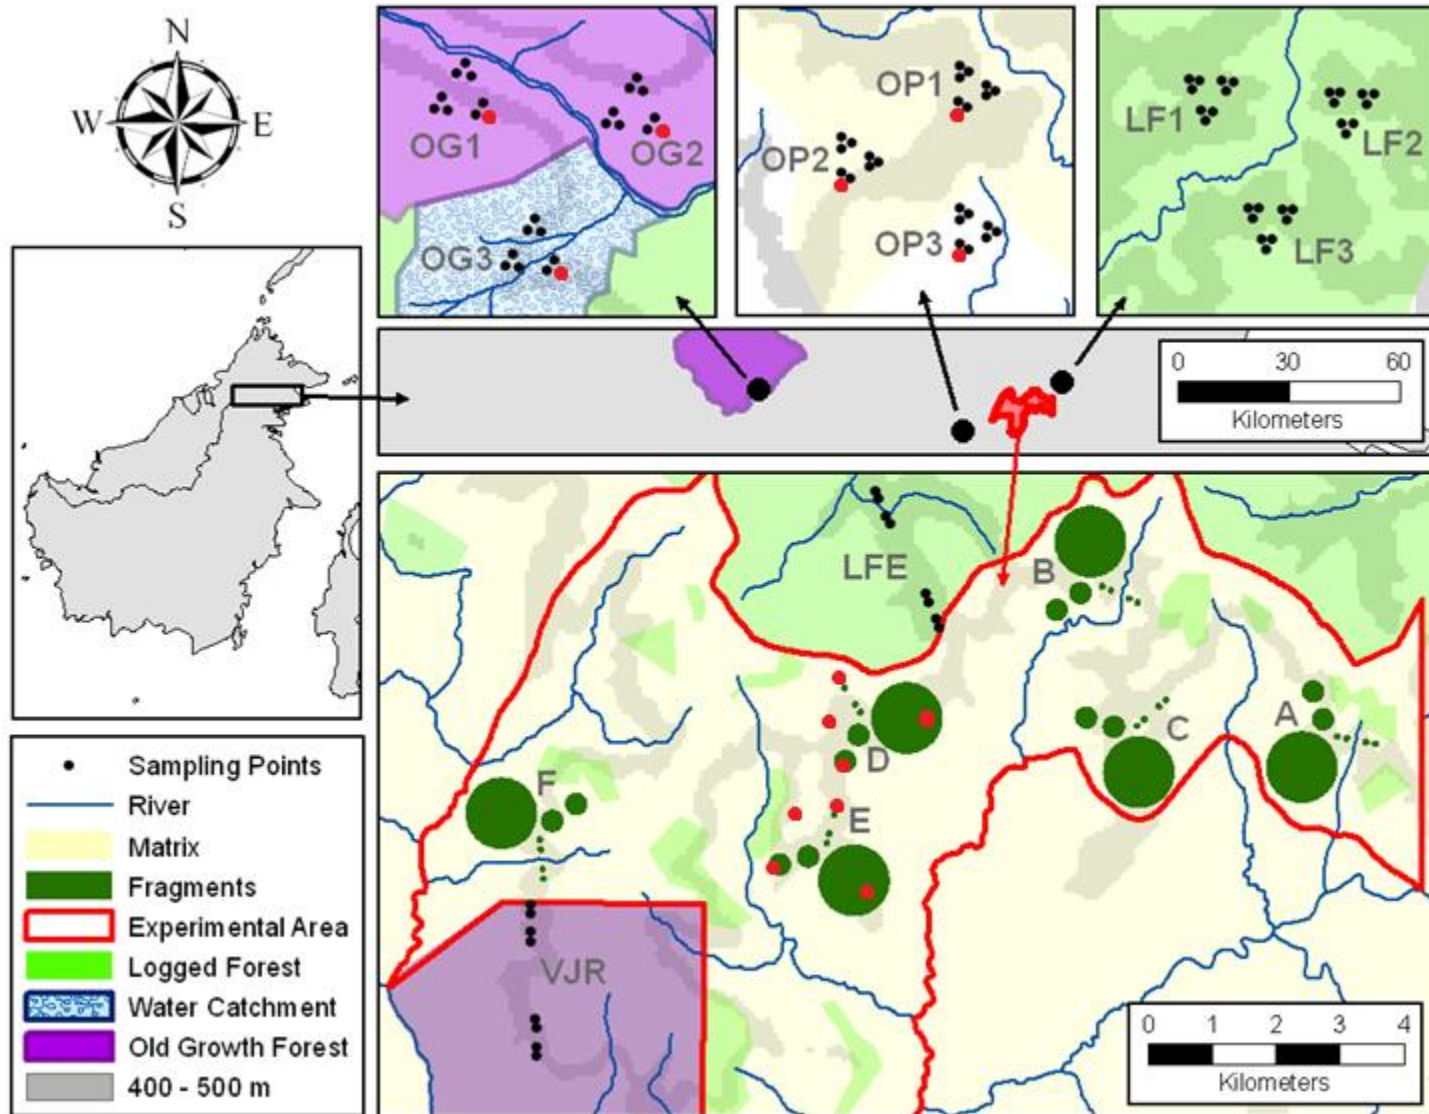 N
W
E
S
OG1
OG2
OG3
OP1
OP2
OP3
LF1
LF2
LF3
0 30 60
Kilometers
LFE
B
A
C
D
E
F
VJR
Sampling Points
River
Matrix
Fragments
Experimental Area
Logged Forest
Water Catchment
Old Growth Forest
400 - 500 m
0 1 2 3 4
Kilometers